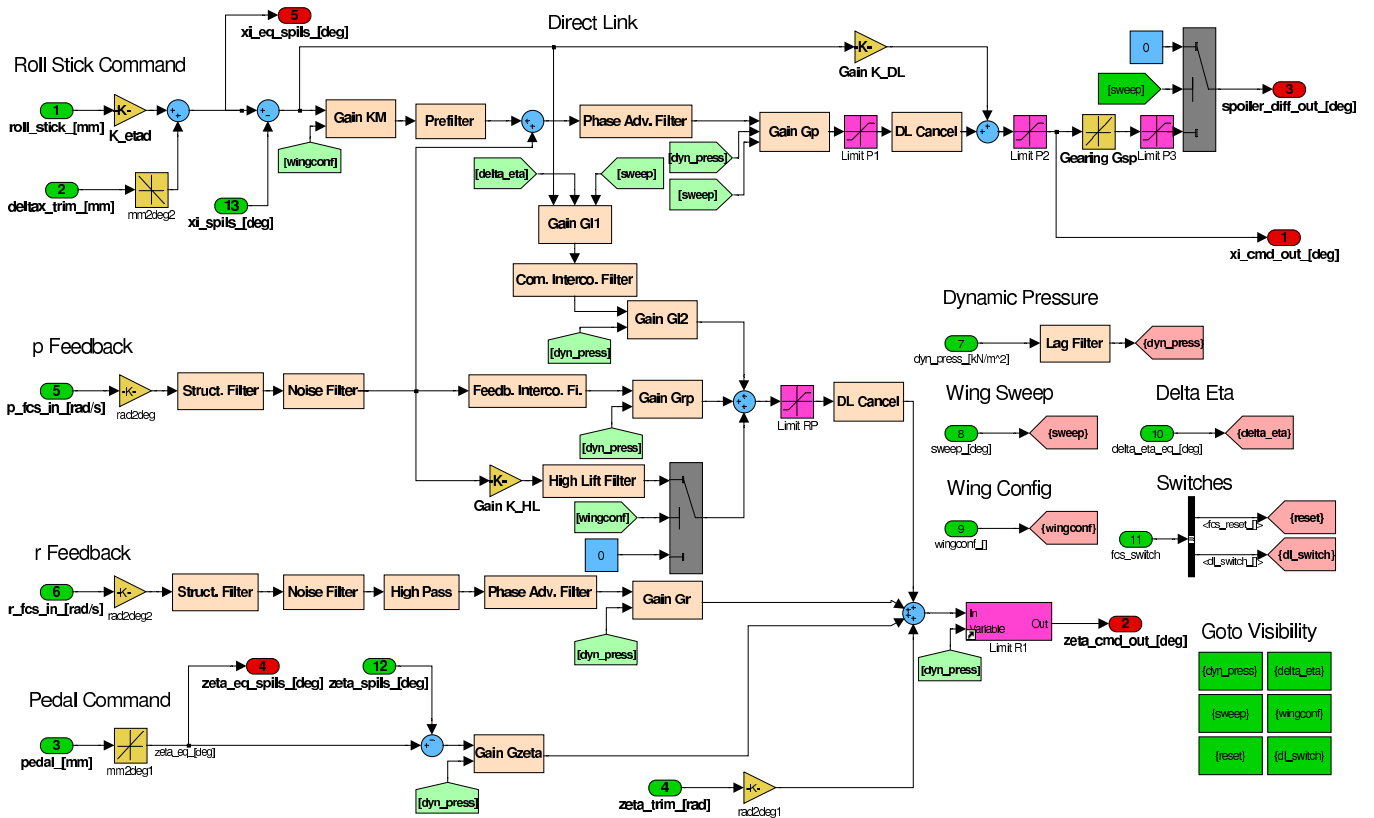 Direct Link
5
xi_eq_spils_[deg]
Roll Stick Command
1
roll_stick_[mm]
K-
K_etad
2
deltax_trim_[mm]
mm2deg2
13
xi_spils_[deg]
Gain KM
[wingconf]
Prefilter
Phase Adv. Filter
-K-
Gain K_DL
[delta_eta]
[sweep]
[dyn_press]
[sweep]
Gain Gp
Limit P1
DL Cancel
Limit P2
Gearing Gsp
Limit P3
0
[sweep]
3
spoiler_diff_out_[deg]
1
xi_cmd_out_[deg]
Gain GI1
Com. Interco. Filter
Gain GI2
[dyn_press]
p Feedback
5
p_fcs_in_[rad/s]
-K-
rad2deg
Struct. Filter
Noise Filter
Feedb. Interco. Fi.
Gain Grp
[dyn_press]
Limit RP
DL Cancel
-K-
Gain K_HL
High Lift Filter
[wingconf]
0
Dynamic Pressure
7
dyn_press_[kN/m^2]
Lag Filter
{dyn_press}
Wing Sweep
8
sweep_[deg]
{sweep}
Delta Eta
10
delta_eta_eq_[deg]
{delta_eta}
Wing Config
9
wingconf_[]
{wingconf}
Switches
11
fcs_switch
<fcs_reset_[]>
{reset}
<dl_switch_[]>
{dl_switch}
r Feedback
6
r_fcs_in_[rad/s]
-K-
rad2deg2
Struct. Filter
Noise Filter
High Pass
Phase Adv. Filter
Gain Gr
[dyn_press]
In
Variable
Out
Limit R1
[dyn_press]
2
zeta_cmd_out_[deg]
4
zeta_eq_spils_[deg]
12
zeta_spils_[deg]
Pedal Command
3
pedal_[mm]
mm2deg1
zeta_eq_[deg]
Gain Gzeta
[dyn_press]
4
zeta_trim_[rad]
-K-
rad2deg1
Goto Visibility
{dyn_press}
{delta_eta}
{sweep}
{wingconf}
{reset}
{dl_switch}